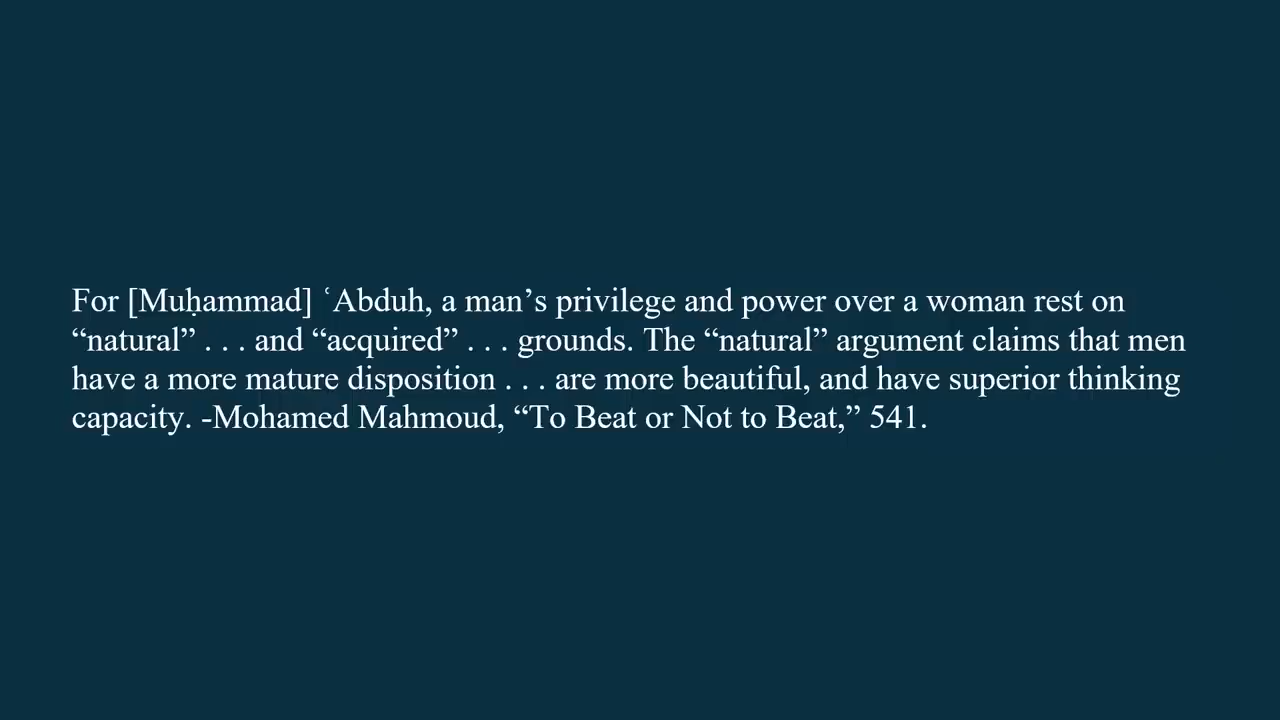 For [Muḥammad] ʿAbduh, a man’s privilege and power over a woman rest on
“natural” . . . and “acquired” . . . grounds. The “natural” argument claims that men
have a more mature disposition . . . are more beautiful, and have superior thinking
capacity. -Mohamed Mahmoud, “To Beat or Not to Beat,” 541.